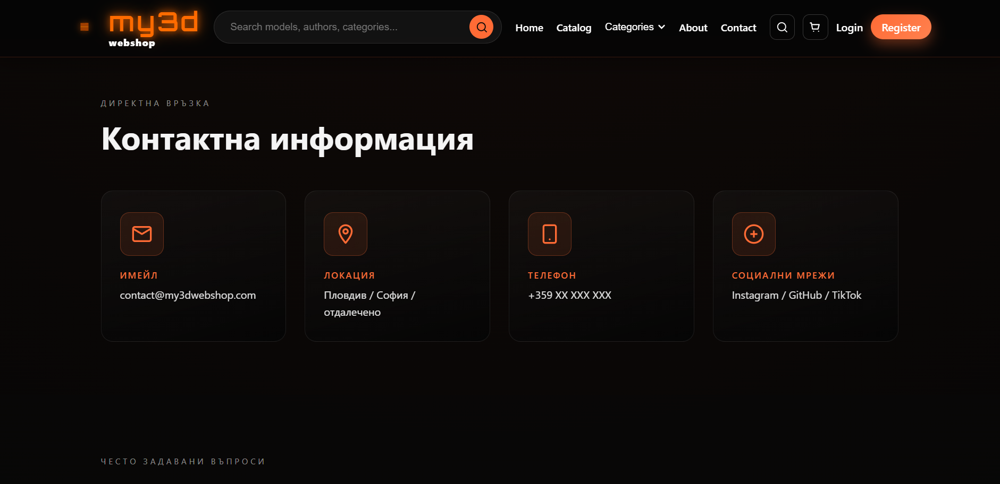 my3d
webshop
Search models, authors, categories...
Home
Catalog
Categories
About
Contact
Login
Register
ДИРЕКТНА ВРЪЗКА
Контактна информация
ИМЕЙЛ
contact@my3dwebshop.com
ЛОКАЦИЯ
Пловдив / София /
отдалечено
ТЕЛЕФОН
+359 XX XXX XXX
СОЦИАЛНИ МРЕЖИ
Instagram / GitHub / TikTok
ЧЕСТО ЗАДАВАНИ ВЪПРОСИ